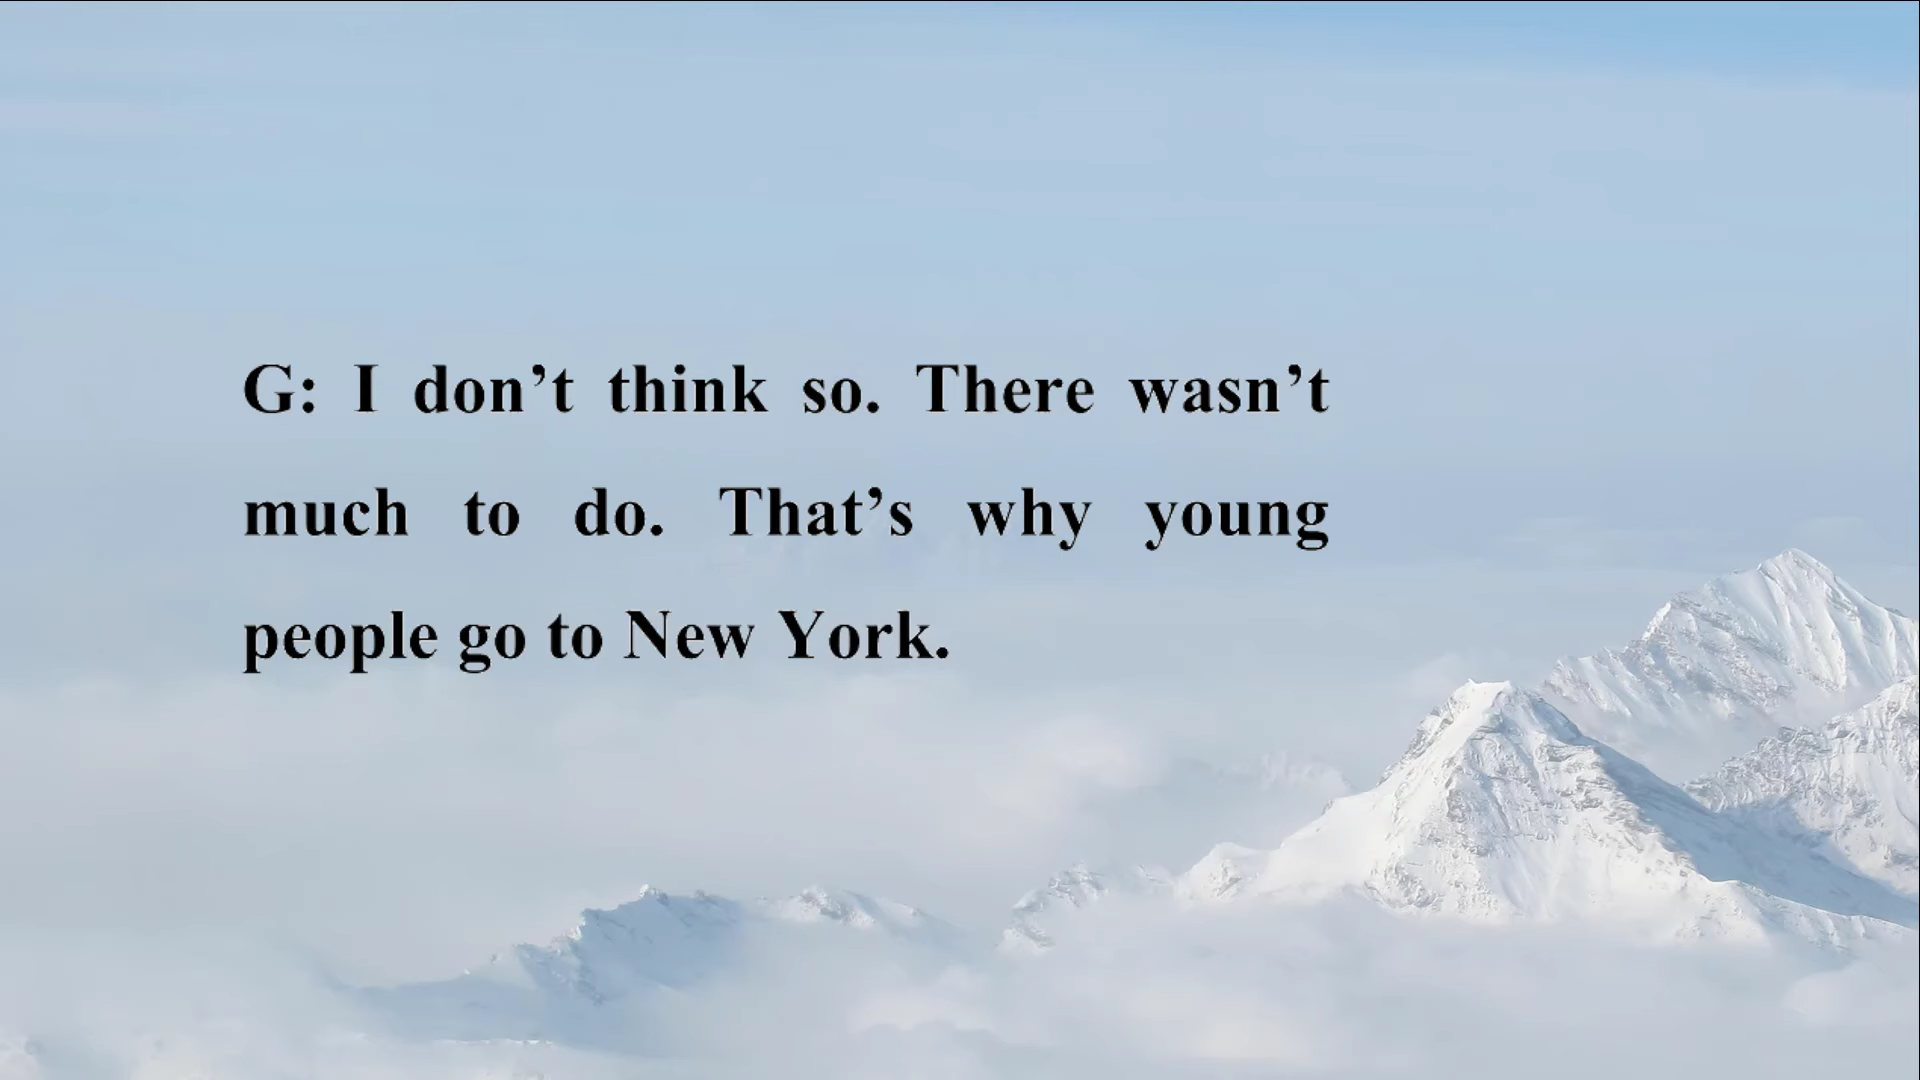 G: I don’t think so. There wasn’t
much to do. That’s why young
people go to New York.